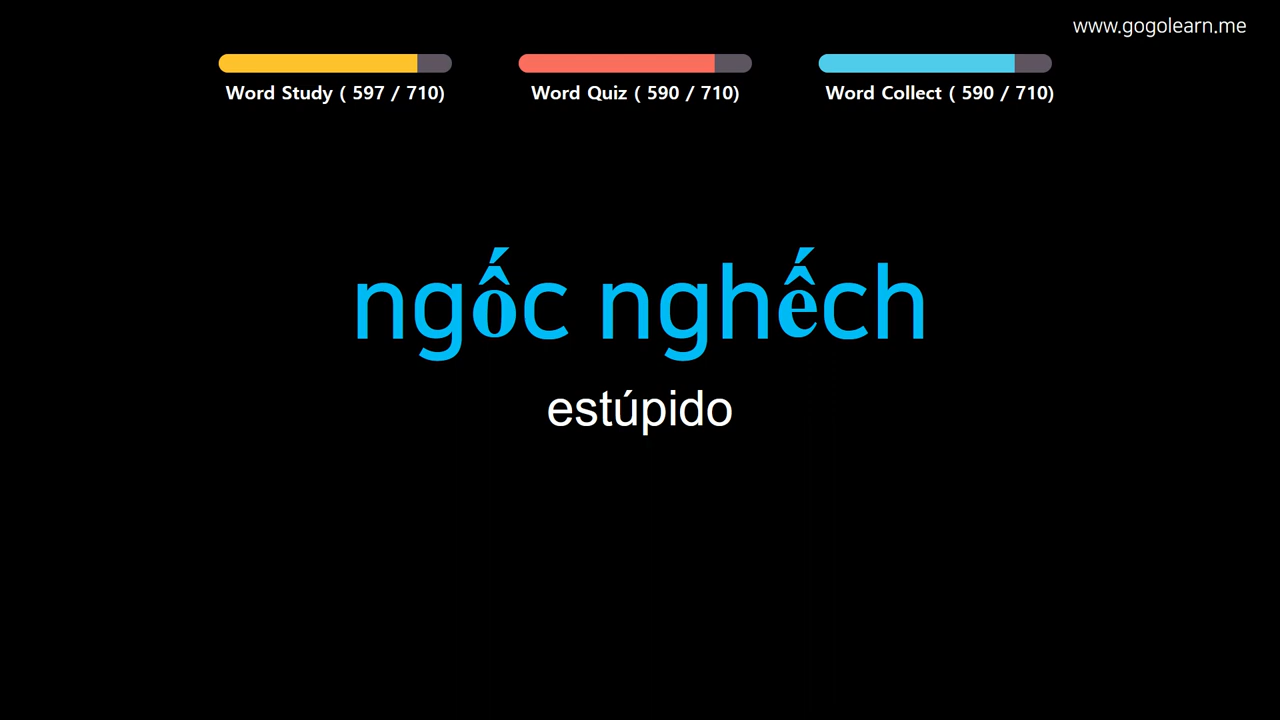 www.gogolearn.me
Word Study ( 597 / 710)
Word Quiz ( 590 / 710)
Word Collect ( 590 / 710)
ngốc nghếch
estúpido